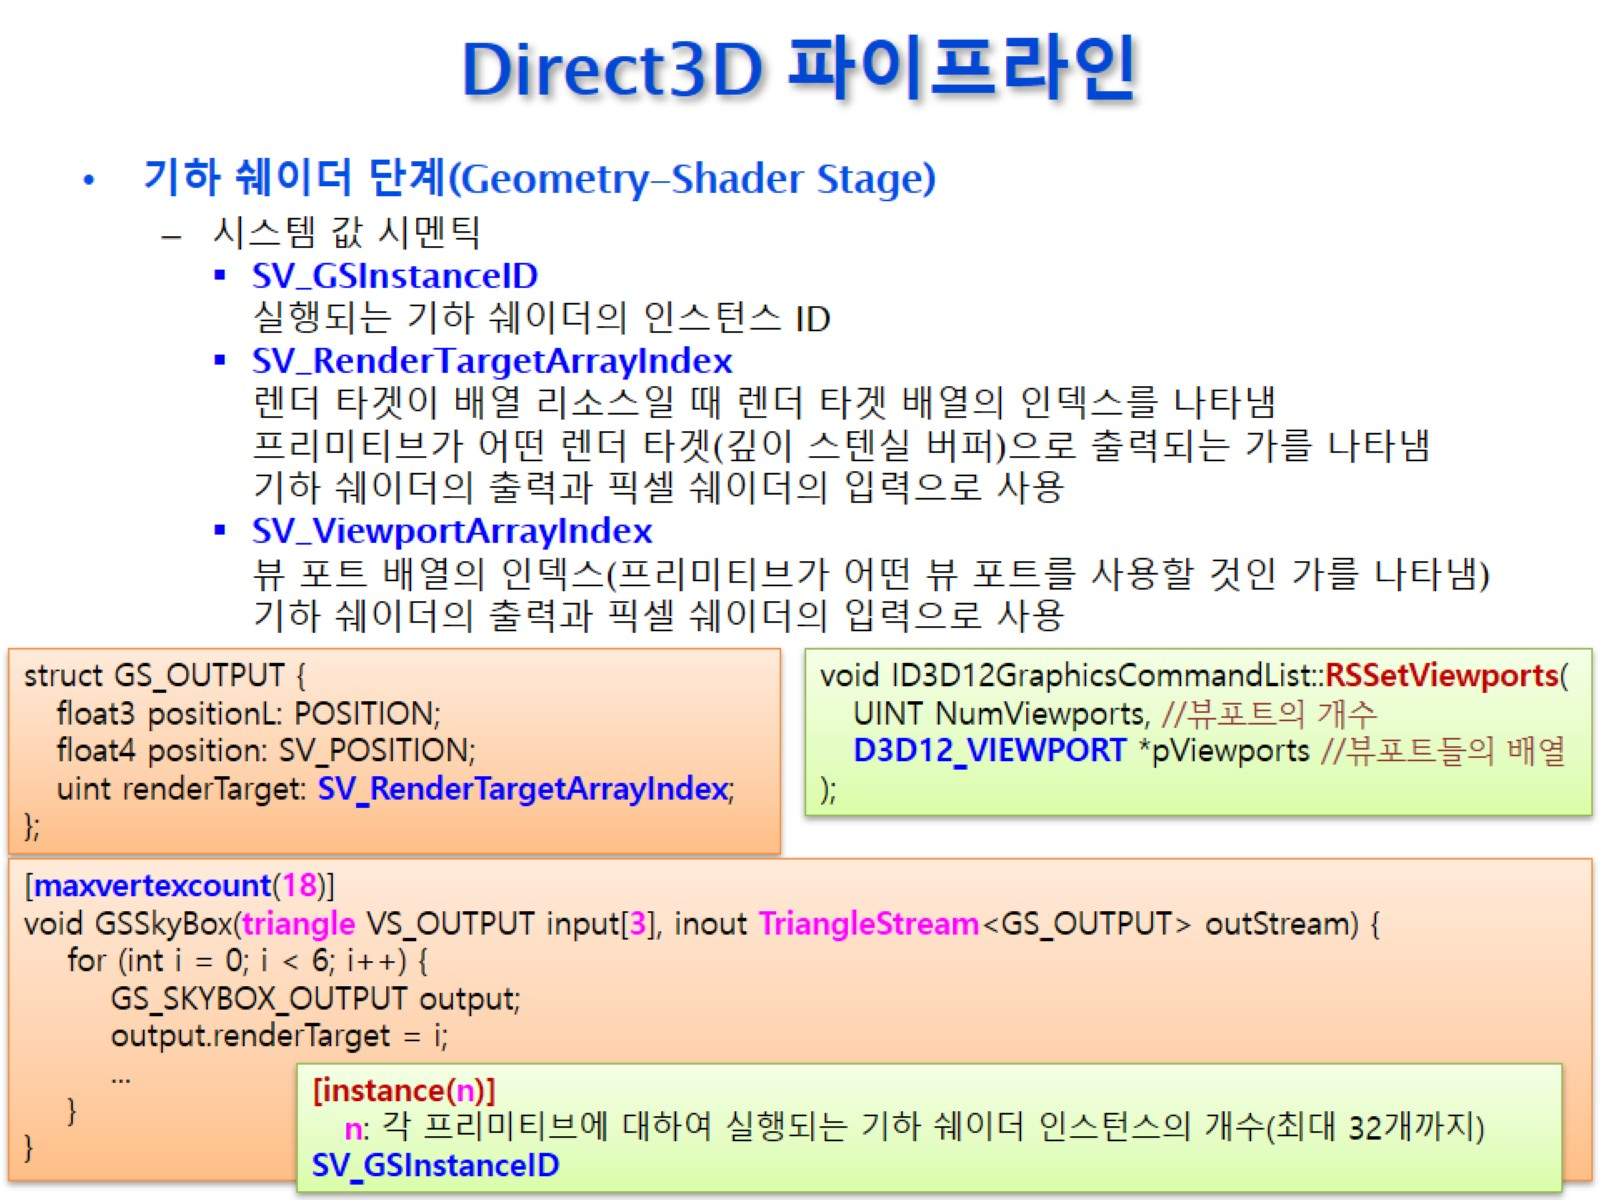 Direct3D 파이프라인
• 기하 쉐이더 단계(Geometry-Shader Stage)
– 시스템 값 시멘틱
▪ SV_GSInstanceID
실행되는 기하 쉐이더의 인스턴스 ID
▪ SV_RenderTargetArrayIndex
렌더 타겟이 배열 리소스일 때 렌더 타겟 배열의 인덱스를 나타냄
프리미티브가 어떤 렌더 타겟(깊이 스텐실 버퍼)으로 출력되는 가를 나타냄
기하 쉐이더의 출력과 픽셀 쉐이더의 입력으로 사용
▪ SV_ViewportArrayIndex
뷰 포트 배열의 인덱스(프리미티브가 어떤 뷰 포트를 사용할 것인 가를 나타냄)
기하 쉐이더의 출력과 픽셀 쉐이더의 입력으로 사용
struct GS_OUTPUT {
float3 positionL: POSITION;
float4 position: SV_POSITION;
uint renderTarget: SV_RenderTargetArrayIndex;
};
void ID3D12GraphicsCommandList::RSSetViewports(
UINT NumViewports, //뷰포트의 개수
D3D12_VIEWPORT *pViewports //뷰포트들의 배열
);
[maxvertexcount(18)]
void GSSkyBox(triangle VS_OUTPUT input[3], inout TriangleStream<GS_OUTPUT> outStream) {
for (int i = 0; i < 6; i++) {
GS_SKYBOX_OUTPUT output;
output.renderTarget = i;
...
}
}
[instance(n)]
n: 각 프리미티브에 대하여 실행되는 기하 쉐이더 인스턴스의 개수(최대 32개까지)
SV_GSInstanceID